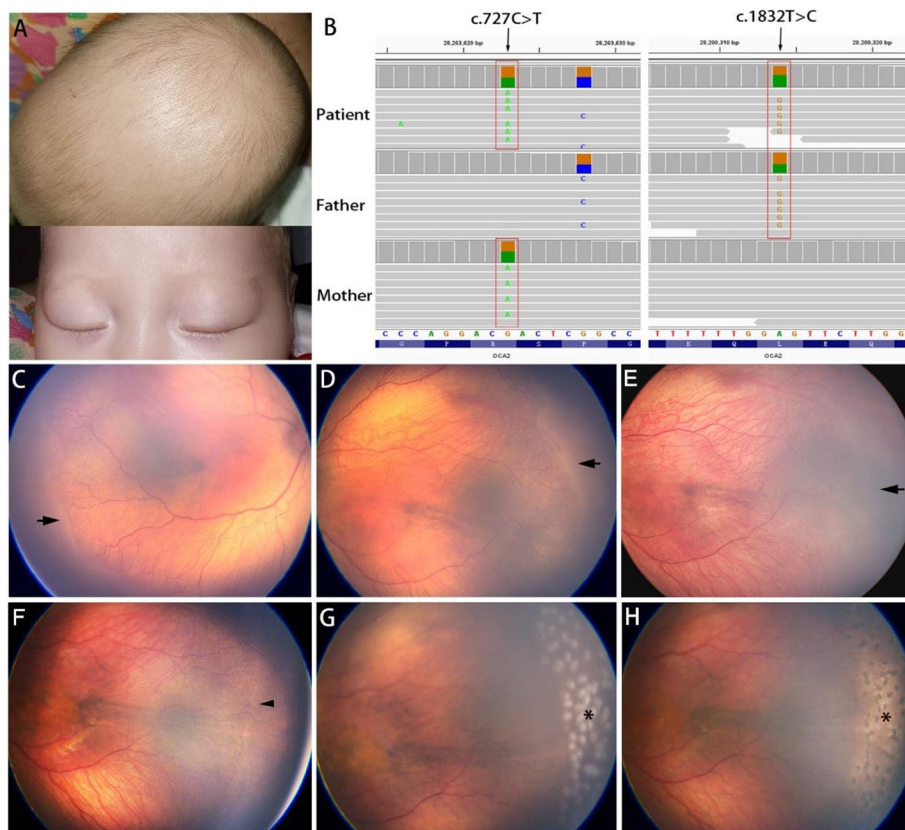 A
B
c.727C>T
c.1832T>C
28,263,620 bp
28,263,630 bp
28,200,310 bp
28,200,320 bp
Patient
A A A A A A A
C C
G G G G G
Father
C C C
G G G G G
Mother
A A A A
C C C A G G A C G A C T C G G C C
T T T T T G G A G T T C T T G G
G F R S P G
K Q L E Q
OCA2
OCA2
C
D
E
F
G
*
H
*